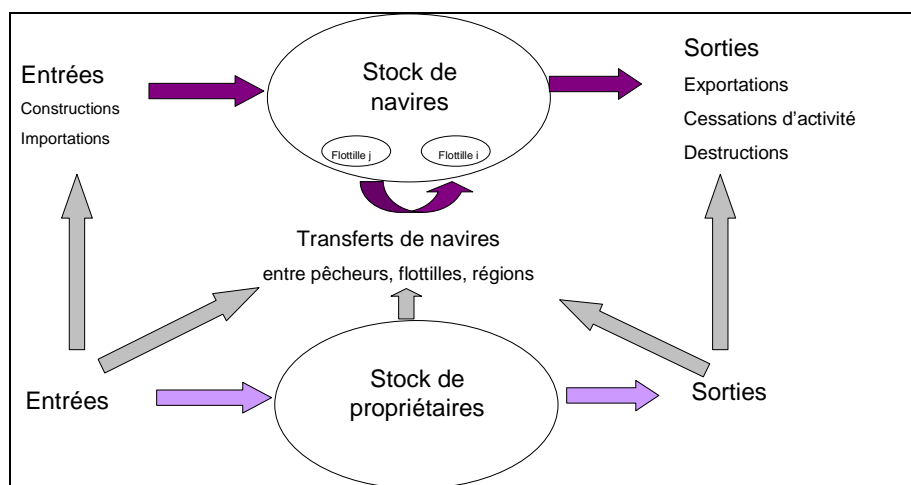 Entrées
Constructions
Importations
Stock de
navires
Flottille j
Flottille i
Sorties
Exportations
Cessations d'activité
Destructions
Transferts de navires
entre pêcheurs, flottilles, régions
Entrées
Stock de
propriétaires
Sorties